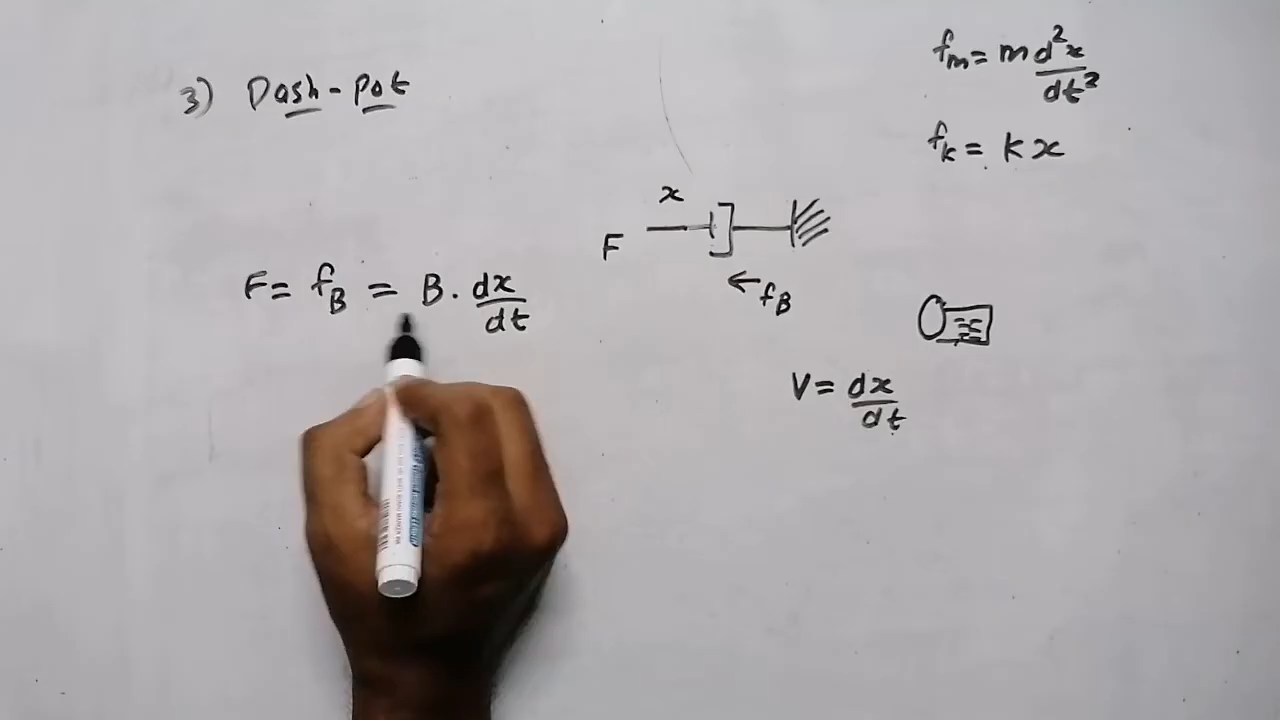 3) Dash-pot
fm = m d²x/dt²
fk = kx
x
F
fB
F = fB = B. dx/dt
V = dx/dt